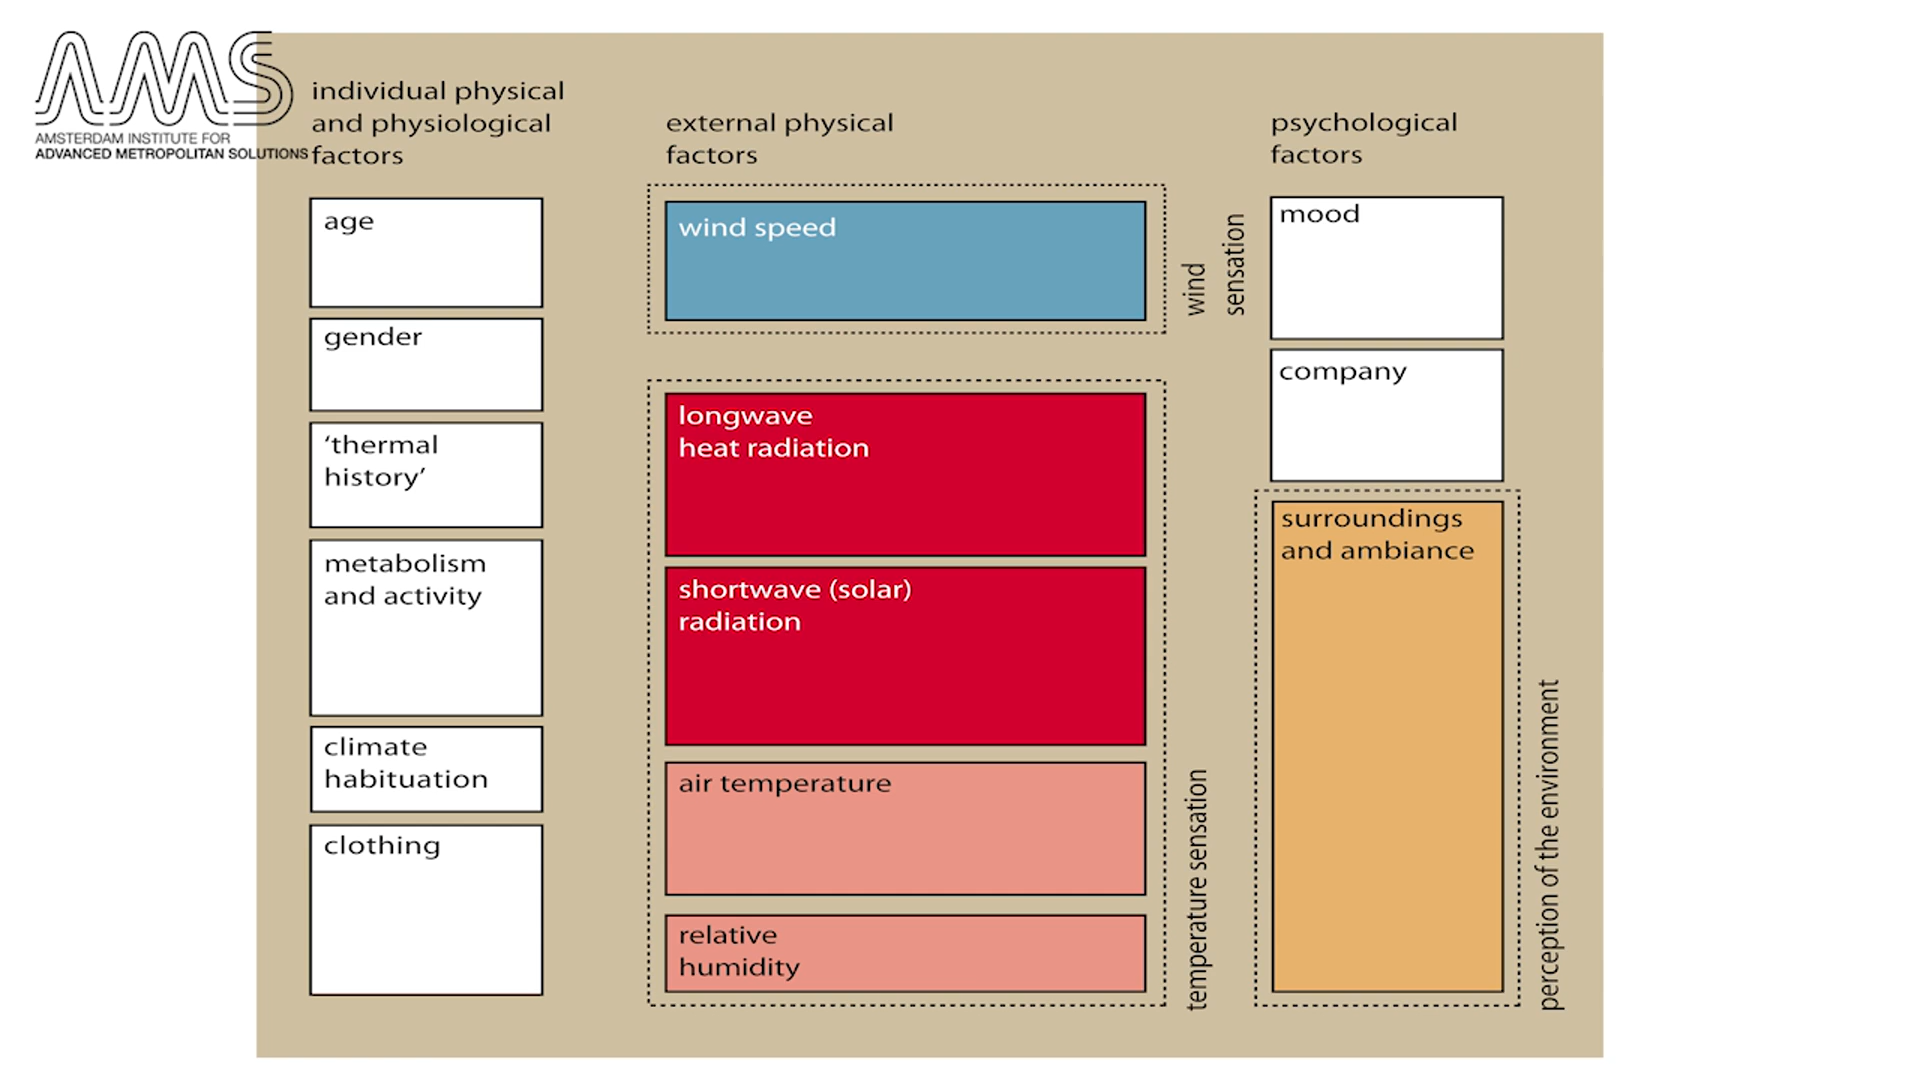 AMS
AMSTERDAM INSTITUTE FOR
ADVANCED METROPOLITAN SOLUTIONS
individual physical
and physiological
factors
age
gender
‘thermal
history’
metabolism
and activity
climate
habituation
clothing
external physical
factors
wind speed
wind
sensation
longwave
heat radiation
shortwave (solar)
radiation
air temperature
relative
humidity
temperature sensation
psychological
factors
mood
company
surroundings
and ambiance
perception of the environment